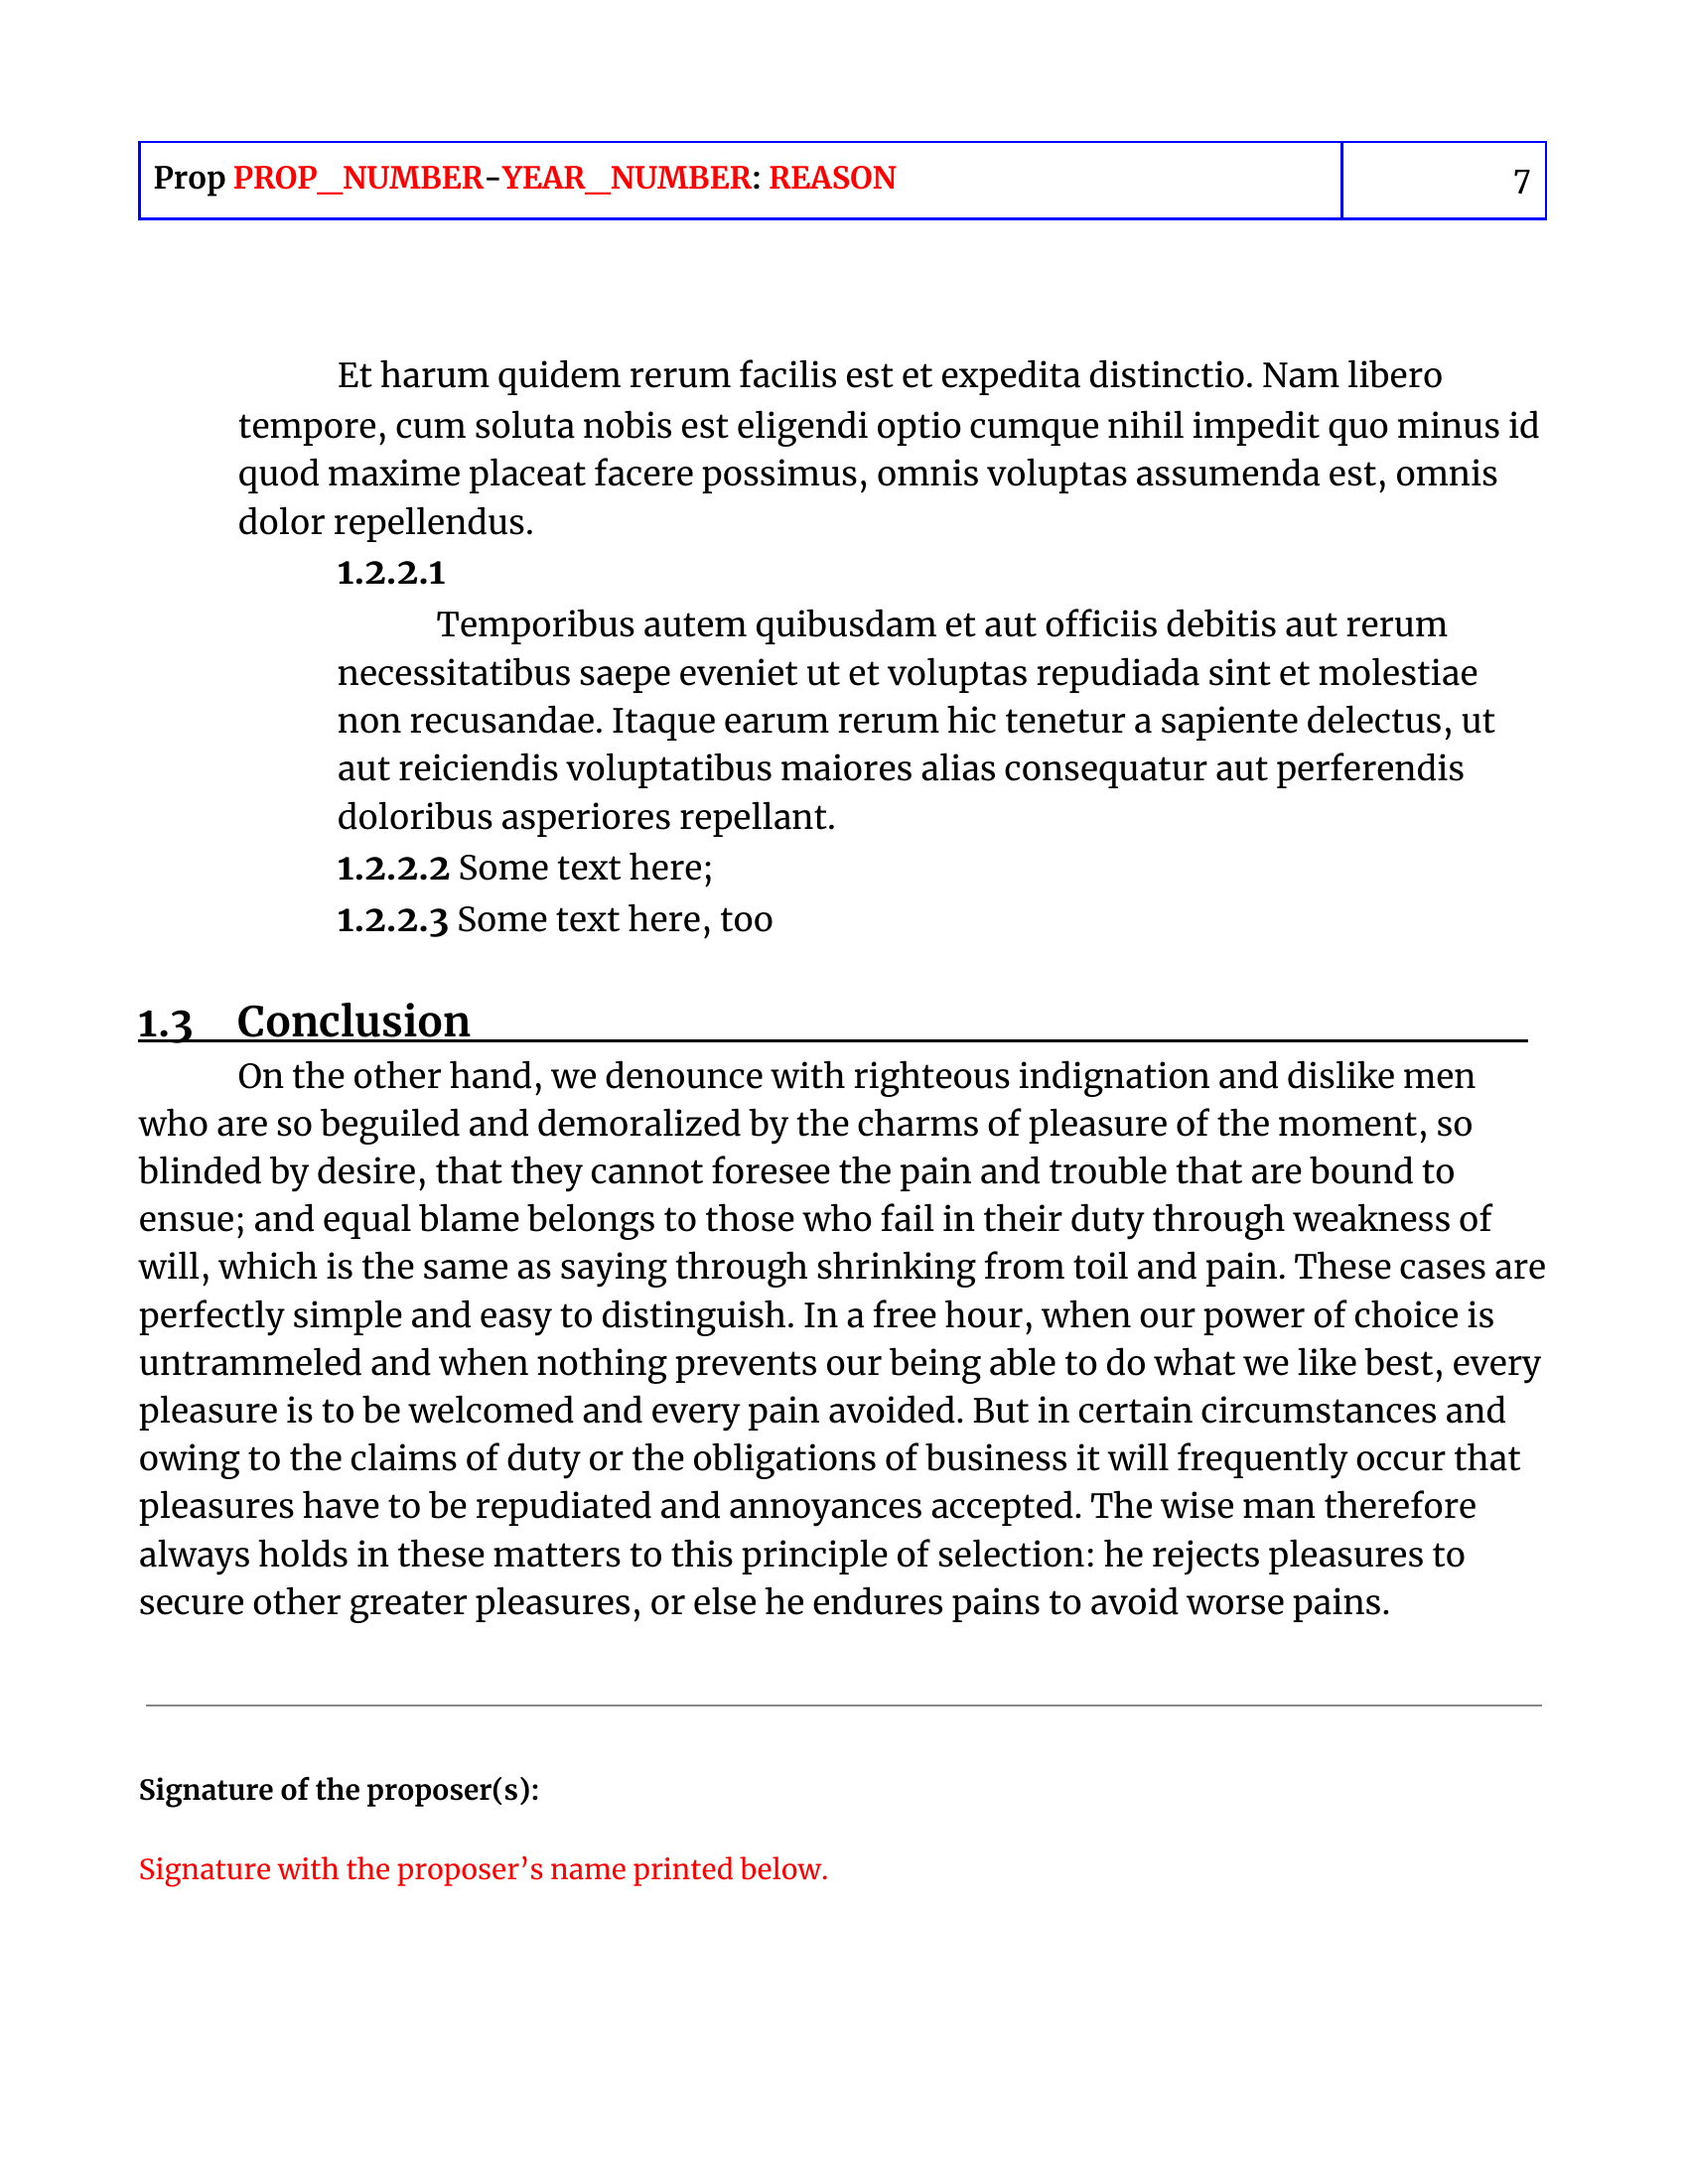 Prop PROP_NUMBER-YEAR_NUMBER: REASON
7
Et harum quidem rerum facilis est et expedita distinctio. Nam libero
tempore, cum soluta nobis est eligendi optio cumque nihil impedit quo minus id
quod maxime placeat facere possimus, omnis voluptas assumenda est, omnis
dolor repellendus.
1.2.2.1
Temporibus autem quibusdam et aut officiis debitis aut rerum
necessitatibus saepe eveniet ut et voluptas repudiada sint et molestiae
non recusandae. Itaque earum rerum hic tenetur a sapiente delectus, ut
aut reiciendis voluptatibus maiores alias consequatur aut perferendis
doloribus asperiores repellant.
1.2.2.2 Some text here;
1.2.2.3 Some text here, too
1.3 Conclusion
On the other hand, we denounce with righteous indignation and dislike men
who are so beguiled and demoralized by the charms of pleasure of the moment, so
blinded by desire, that they cannot foresee the pain and trouble that are bound to
ensue; and equal blame belongs to those who fail in their duty through weakness of
will, which is the same as saying through shrinking from toil and pain. These cases are
perfectly simple and easy to distinguish. In a free hour, when our power of choice is
untrammeled and when nothing prevents our being able to do what we like best, every
pleasure is to be welcomed and every pain avoided. But in certain circumstances and
owing to the claims of duty or the obligations of business it will frequently occur that
pleasures have to be repudiated and annoyances accepted. The wise man therefore
always holds in these matters to this principle of selection: he rejects pleasures to
secure other greater pleasures, or else he endures pains to avoid worse pains.
Signature of the proposer(s):
Signature with the proposer’s name printed below.